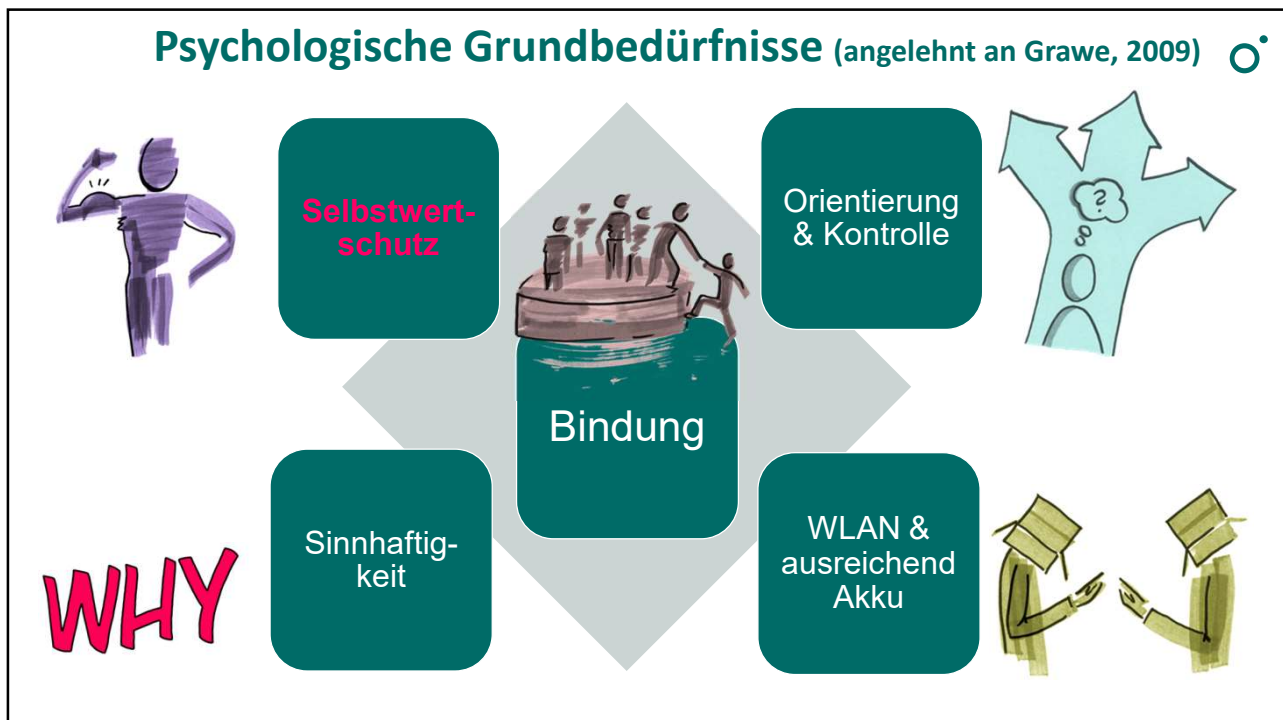 Psychologische Grundbedürfnisse (angelehnt an Grawe, 2009)
Selbstwert-
schutz
Orientierung
& Kontrolle
?
Bindung
Sinnhaftig-
keit
WHY
WLAN &
ausreichend
Akku